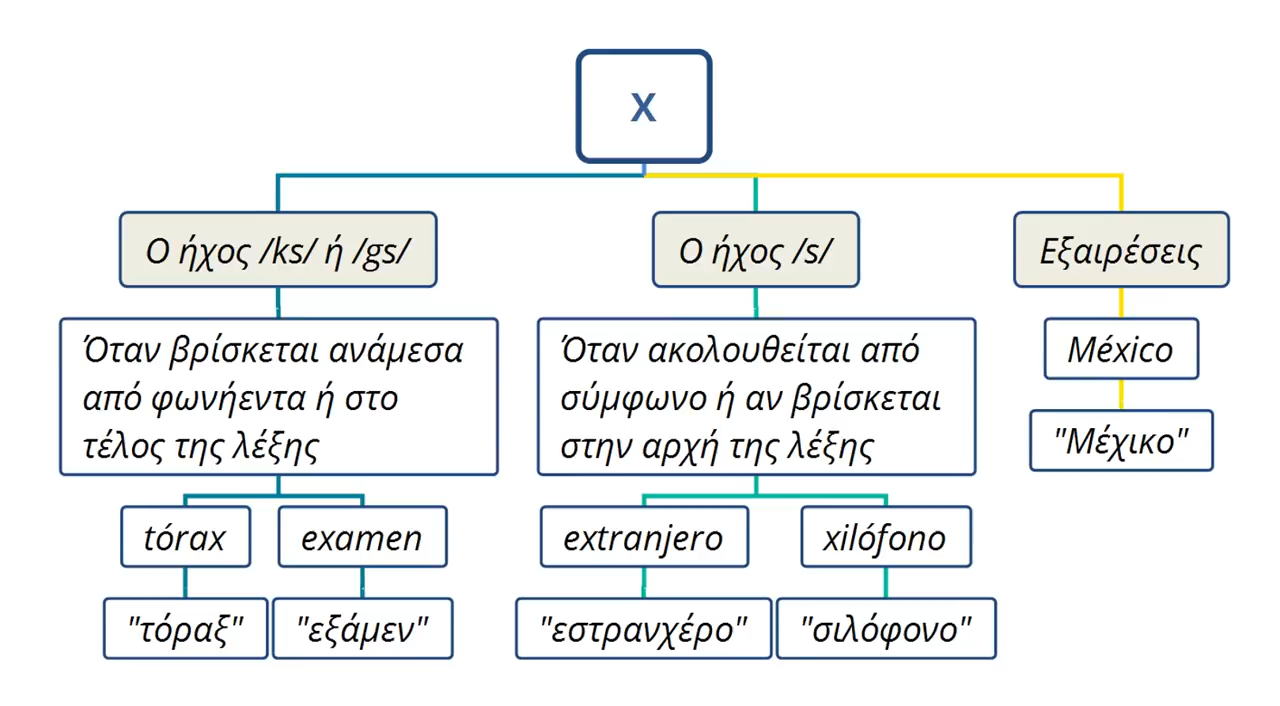 X
Ο ήχος /ks/ ή /gs/
Ο ήχος /s/
Εξαιρέσεις
Όταν βρίσκεται ανάμεσα
από φωνήεντα ή στο
τέλος της λέξης
Όταν ακολουθείται από
σύμφωνο ή αν βρίσκεται
στην αρχή της λέξης
México
"Μέχικο"
tórax
examen
extranjero
xilófono
"τόραξ"
"εξάμεν"
"εστρανχέρο"
"σιλόφονο"